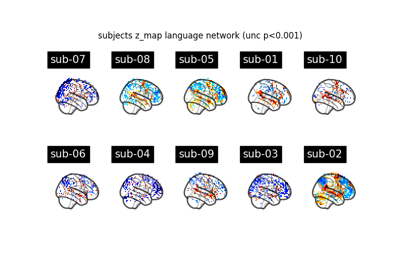 subjects z_map language network (unc p<0.001)
sub-07 sub-08 sub-05 sub-01 sub-10
sub-06 sub-04 sub-09 sub-03 sub-02